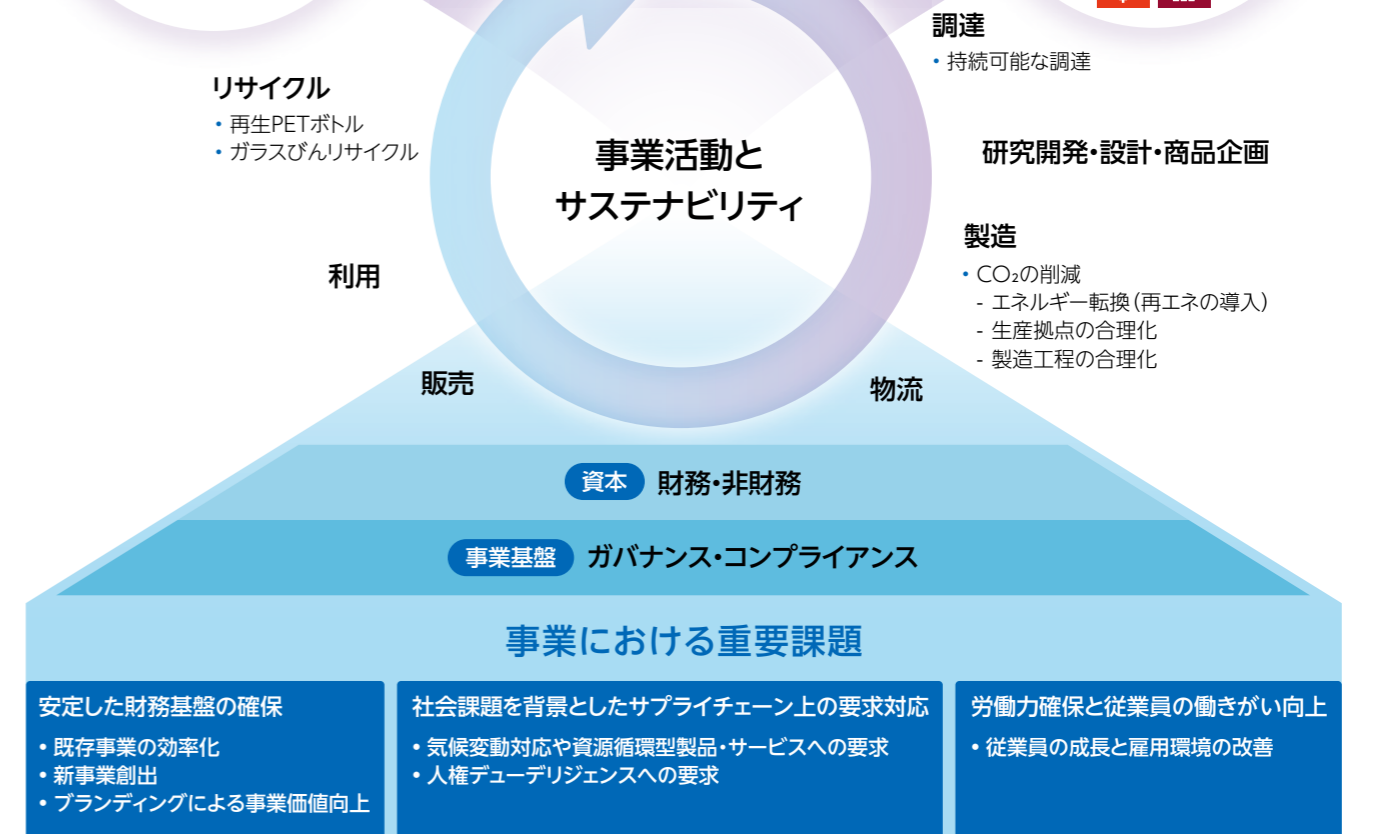 調達
• 持続可能な調達
リサイクル
• 再生PETボトル
• ガラスびんリサイクル
事業活動と
サステナビリティ
研究開発・設計・商品企画
製造
• CO₂の削減
- エネルギー転換（再エネの導入）
- 生産拠点の合理化
- 製造工程の合理化
利用
販売
物流
資本 財務・非財務
事業基盤 ガバナンス・コンプライアンス
事業における重要課題
安定した財務基盤の確保
• 既存事業の効率化
• 新事業創出
• ブランディングによる事業価値向上
社会課題を背景としたサプライチェーン上の要求対応
• 気候変動対応や資源循環型製品・サービスへの要求
• 人権デューデリジェンスへの要求
労働力確保と従業員の働きがい向上
• 従業員の成長と雇用環境の改善